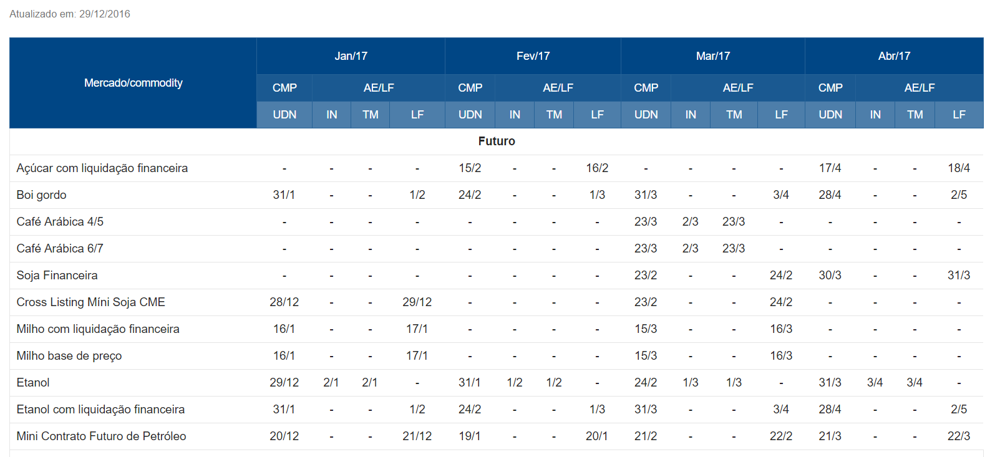 Atualizado em: 29/12/2016
Mercado/commodity Jan/17 Fev/17 Mar/17 Abr/17
CMP AE/LF CMP AE/LF CMP AE/LF CMP AE/LF
UDN IN TM LF UDN IN TM LF UDN IN TM LF UDN IN TM LF
Futuro
Açúcar com liquidação financeira - - - - 15/2 - - 16/2 - - - - 17/4 - - 18/4
Boi gordo 31/1 - - 1/2 24/2 - - 1/3 31/3 - - 3/4 28/4 - - 2/5
Café Arábica 4/5 - - - - - - - - 23/3 2/3 23/3 - - - - -
Café Arábica 6/7 - - - - - - - - 23/3 2/3 23/3 - - - - -
Soja Financeira - - - - - - - - 23/2 - - 24/2 30/3 - - 31/3
Cross Listing Míni Soja CME 28/12 - - 29/12 - - - - 23/2 - - 24/2 - - - -
Milho com liquidação financeira 16/1 - - 17/1 - - - - 15/3 - - 16/3 - - - -
Milho base de preço 16/1 - - 17/1 - - - - 15/3 - - 16/3 - - - -
Etanol 29/12 2/1 2/1 - 31/1 1/2 1/2 - 24/2 1/3 1/3 - 31/3 3/4 3/4 -
Etanol com liquidação financeira 31/1 - - 1/2 24/2 - - 1/3 31/3 - - 3/4 28/4 - - 2/5
Mini Contrato Futuro de Petróleo 20/12 - - 21/12 19/1 - - 20/1 21/2 - - 22/2 21/3 - - 22/3